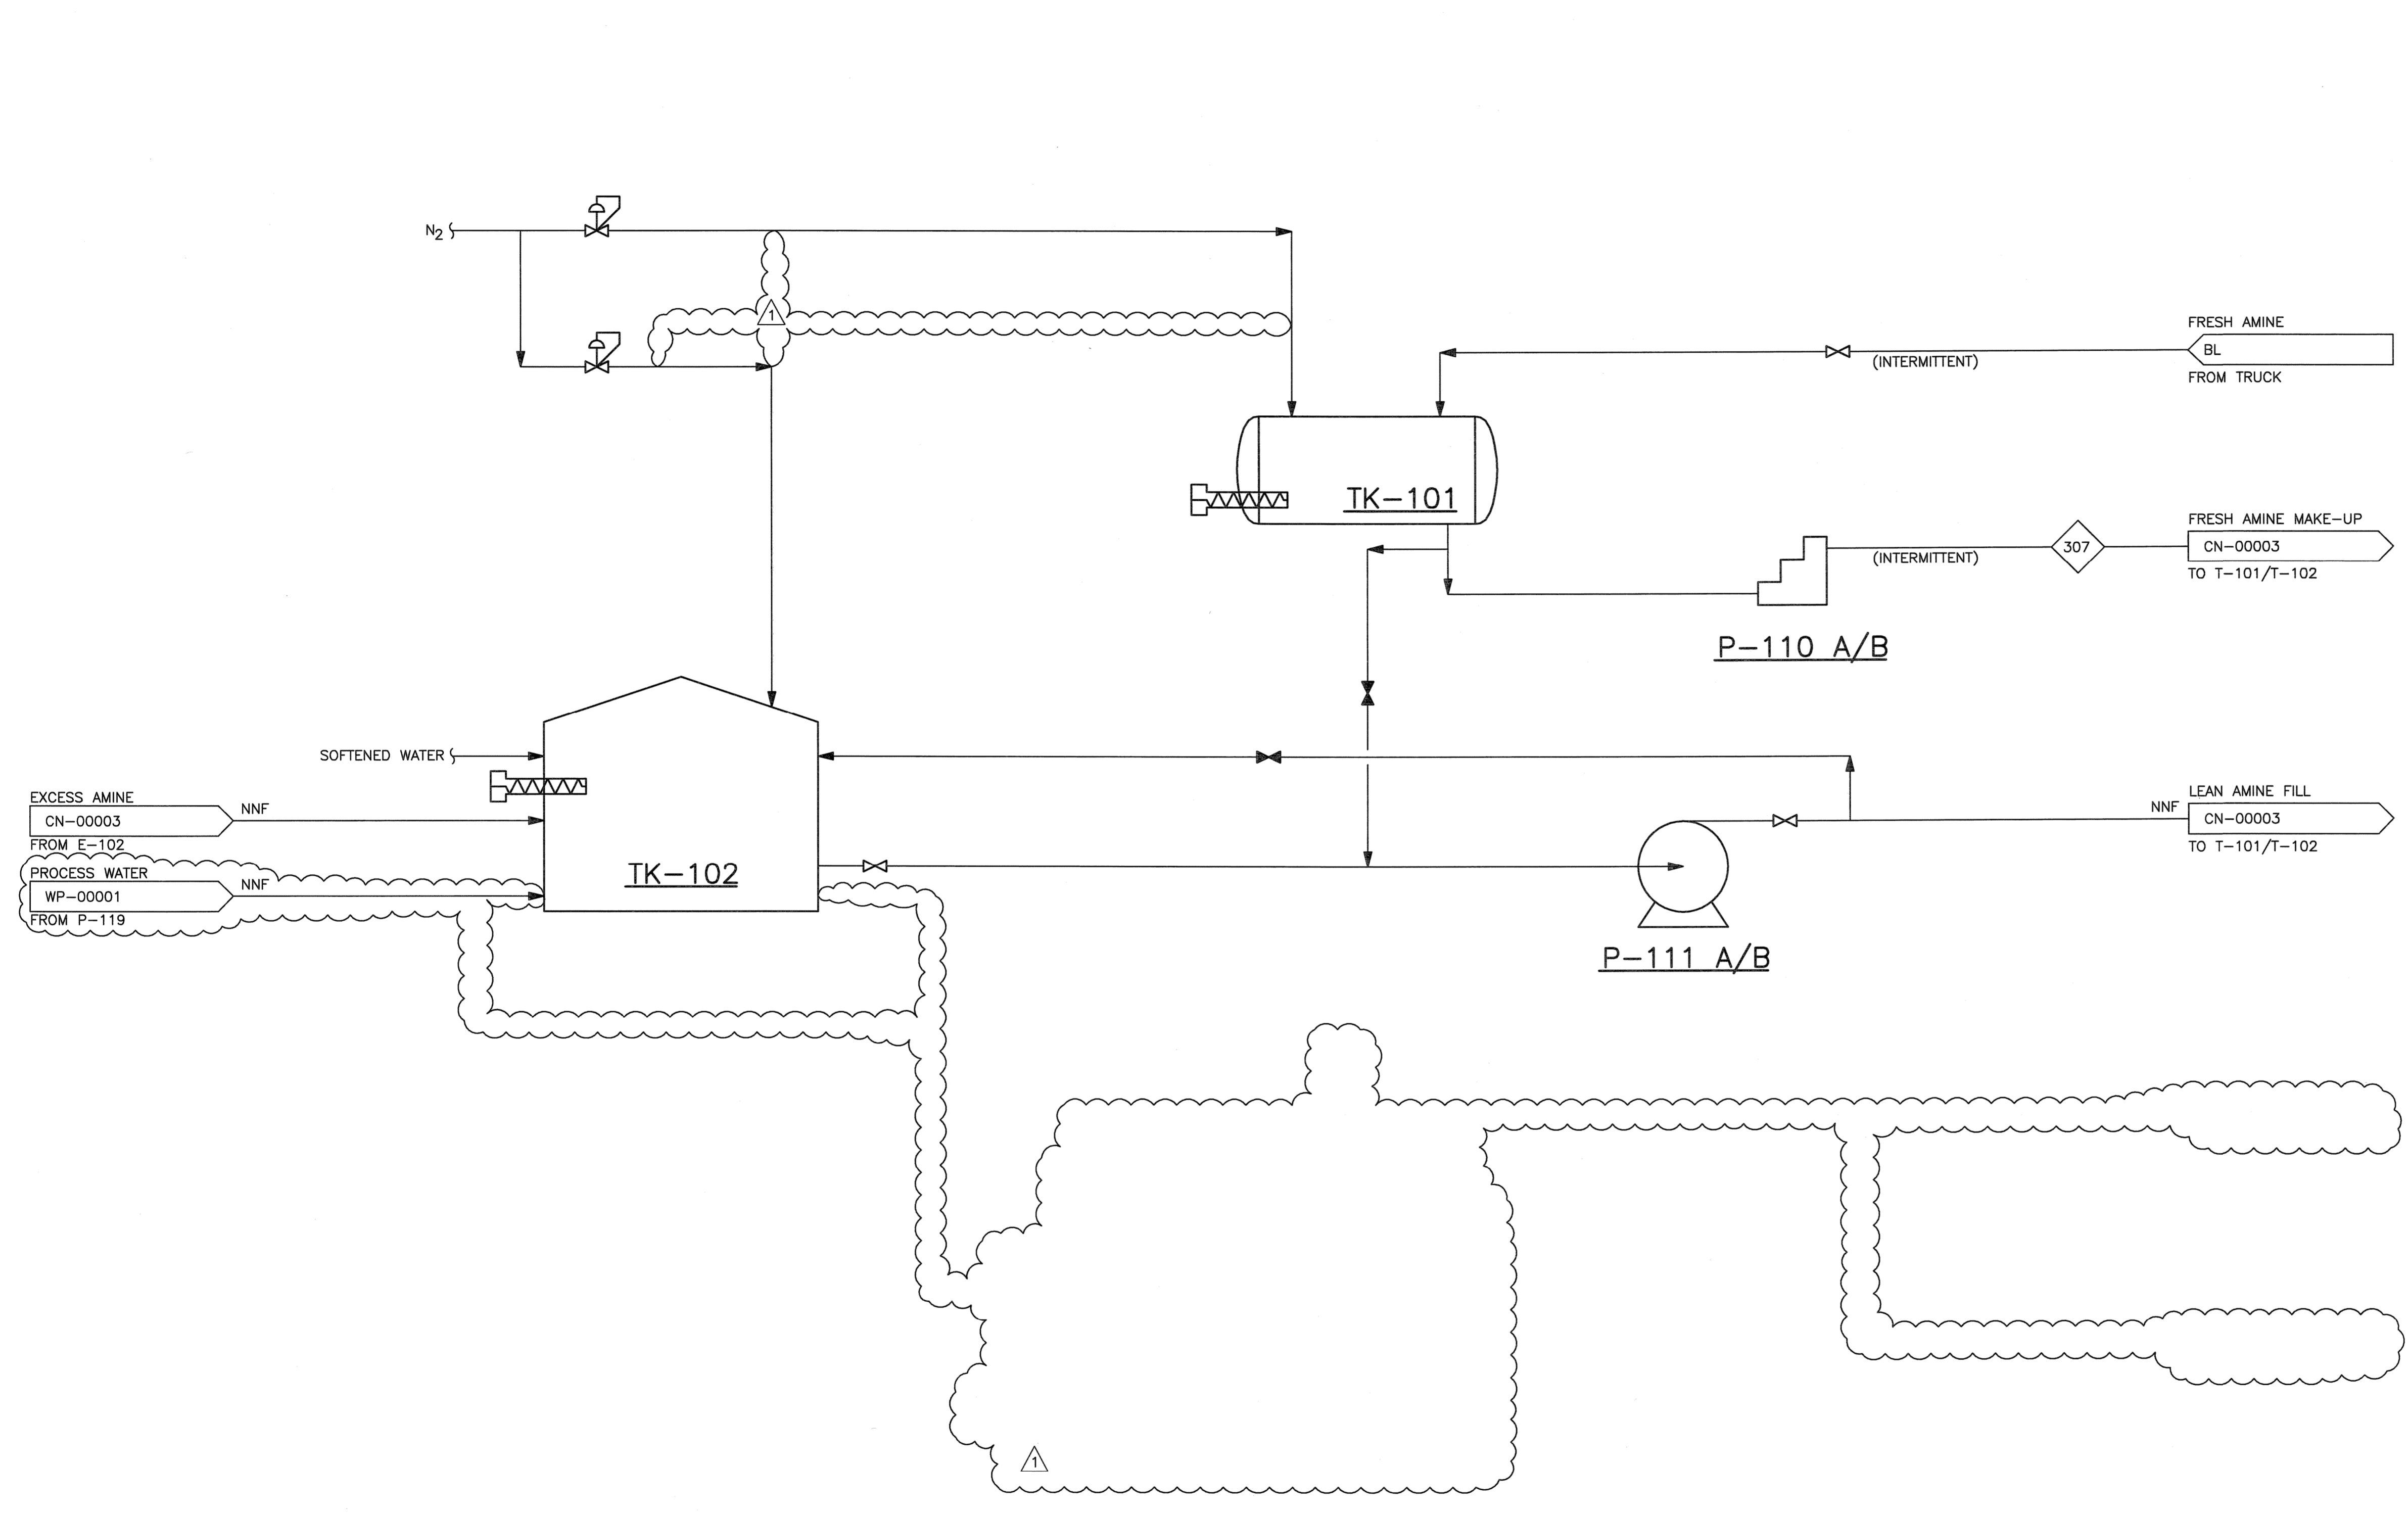 N2
1
FRESH AMINE
BL
FROM TRUCK
(INTERMITTENT)
TK-101
FRESH AMINE MAKE-UP
CN-00003
TO T-101/T-102
307
(INTERMITTENT)
P-110 A/B
SOFTENED WATER
EXCESS AMINE
CN-00003
NNF
FROM E-102
PROCESS WATER
WP-00001
NNF
FROM P-119
TK-102
LEAN AMINE FILL
NNF
CN-00003
TO T-101/T-102
P-111 A/B
1